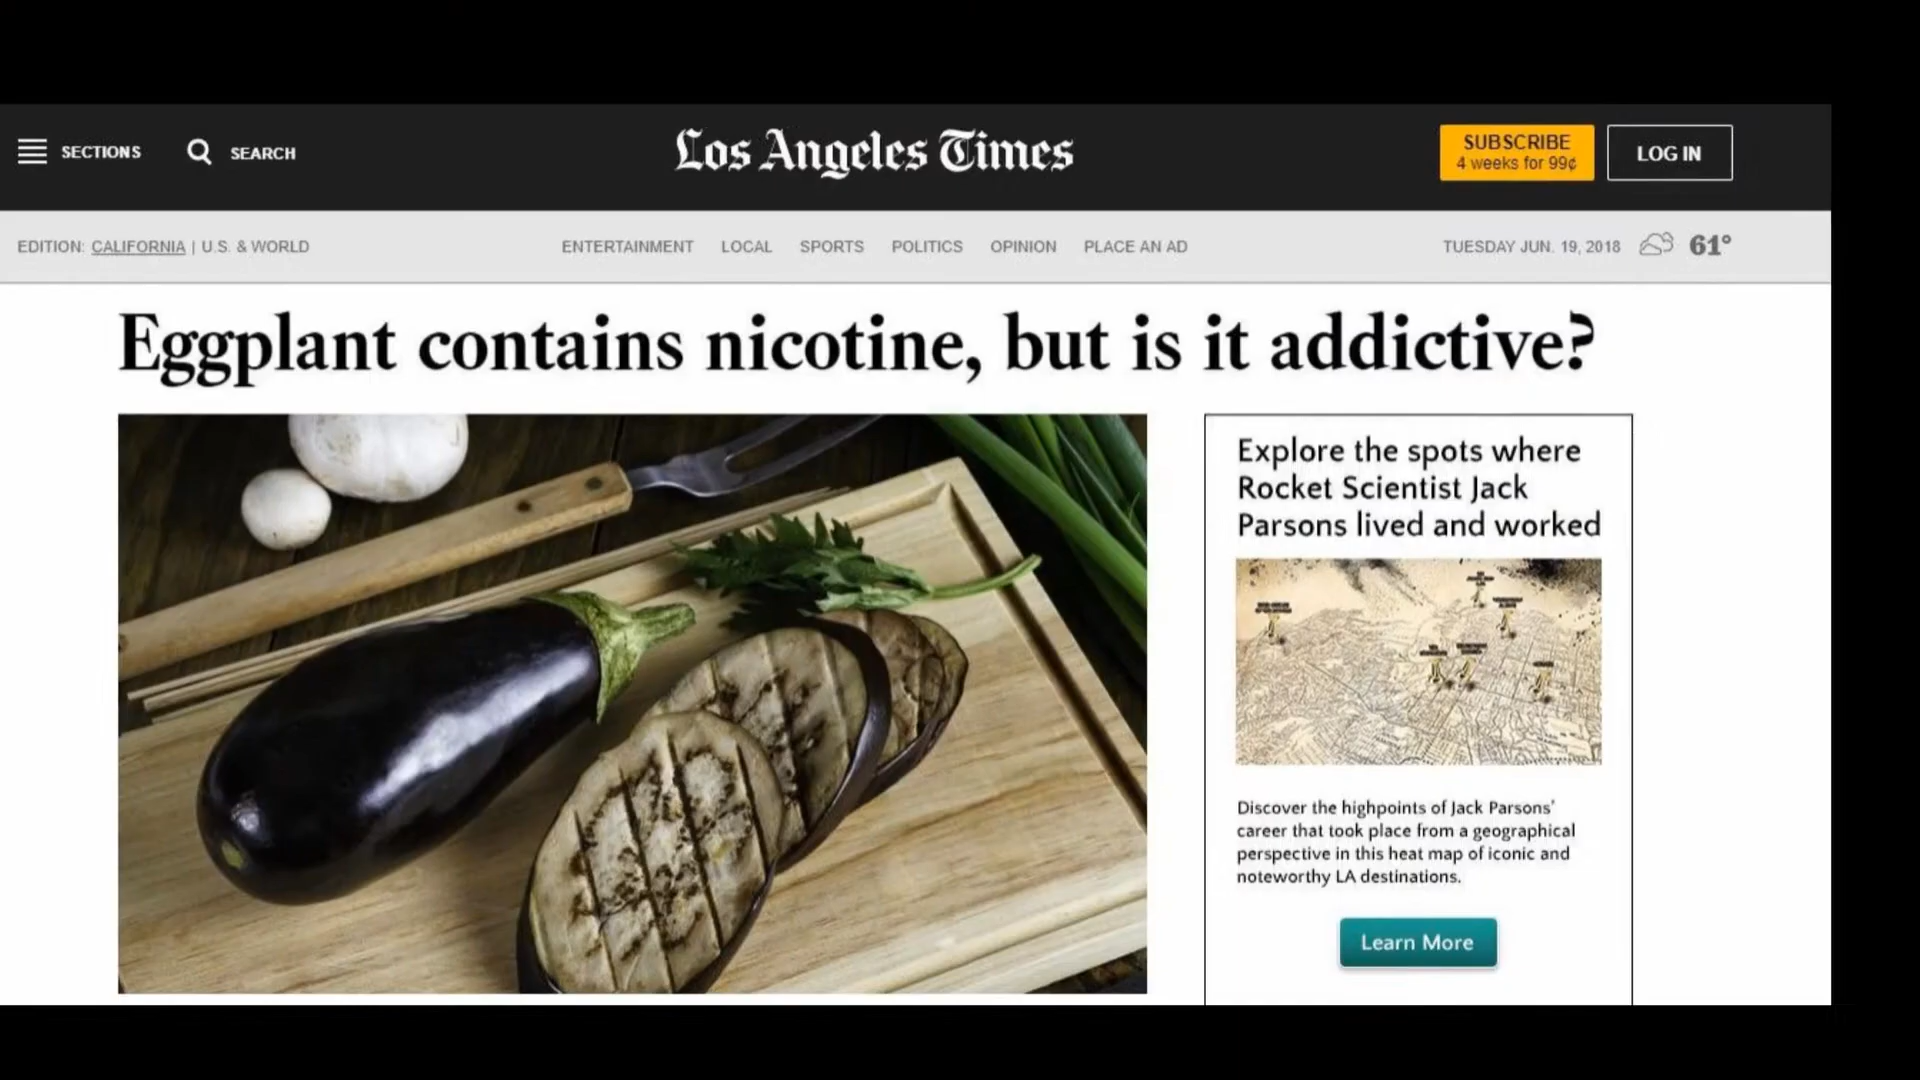 SECTIONS
SEARCH
Los Angeles Times
SUBSCRIBE
4 weeks for 99¢
LOG IN
EDITION: CALIFORNIA | U.S. & WORLD
ENTERTAINMENT LOCAL SPORTS POLITICS OPINION PLACE AN AD
TUESDAY JUN. 19, 2018
61°
Eggplant contains nicotine, but is it addictive?
Explore the spots where
Rocket Scientist Jack
Parsons lived and worked
Discover the highpoints of Jack Parsons'
career that took place from a geographical
perspective in this heat map of iconic and
noteworthy LA destinations.
Learn More